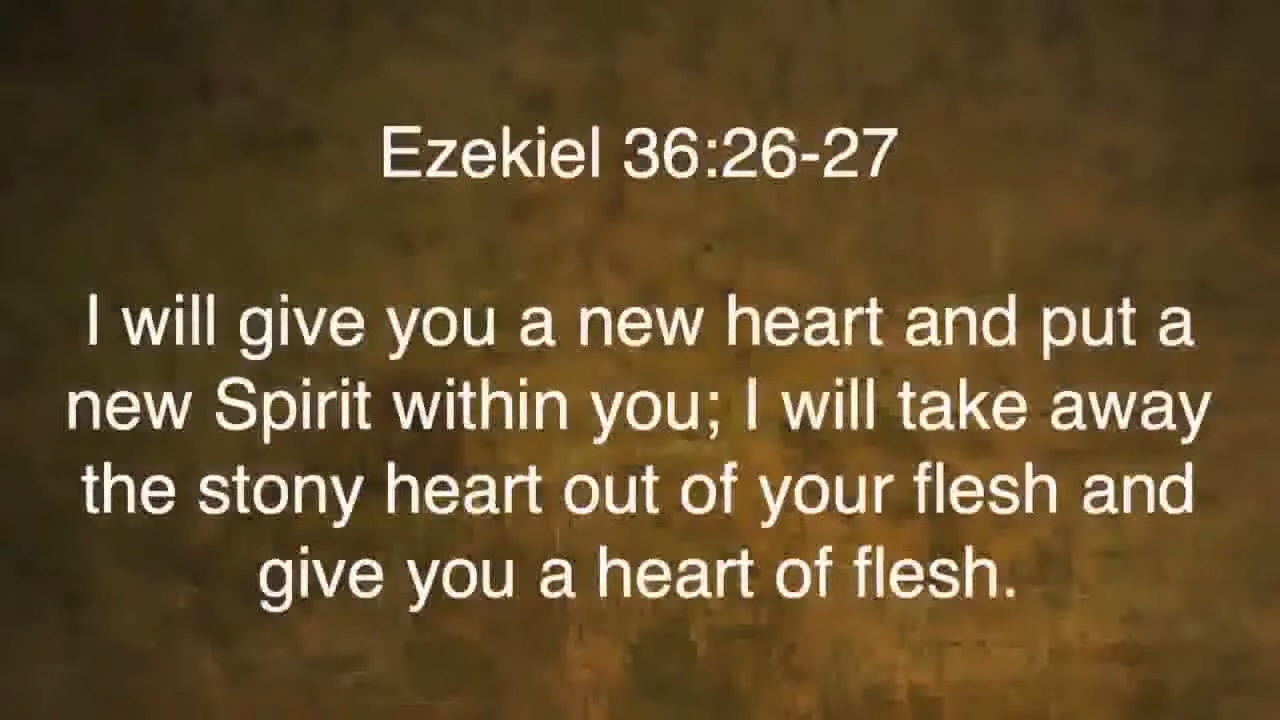 Ezekiel 36:26-27
I will give you a new heart and put a
new Spirit within you; I will take away
the stony heart out of your flesh and
give you a heart of flesh.